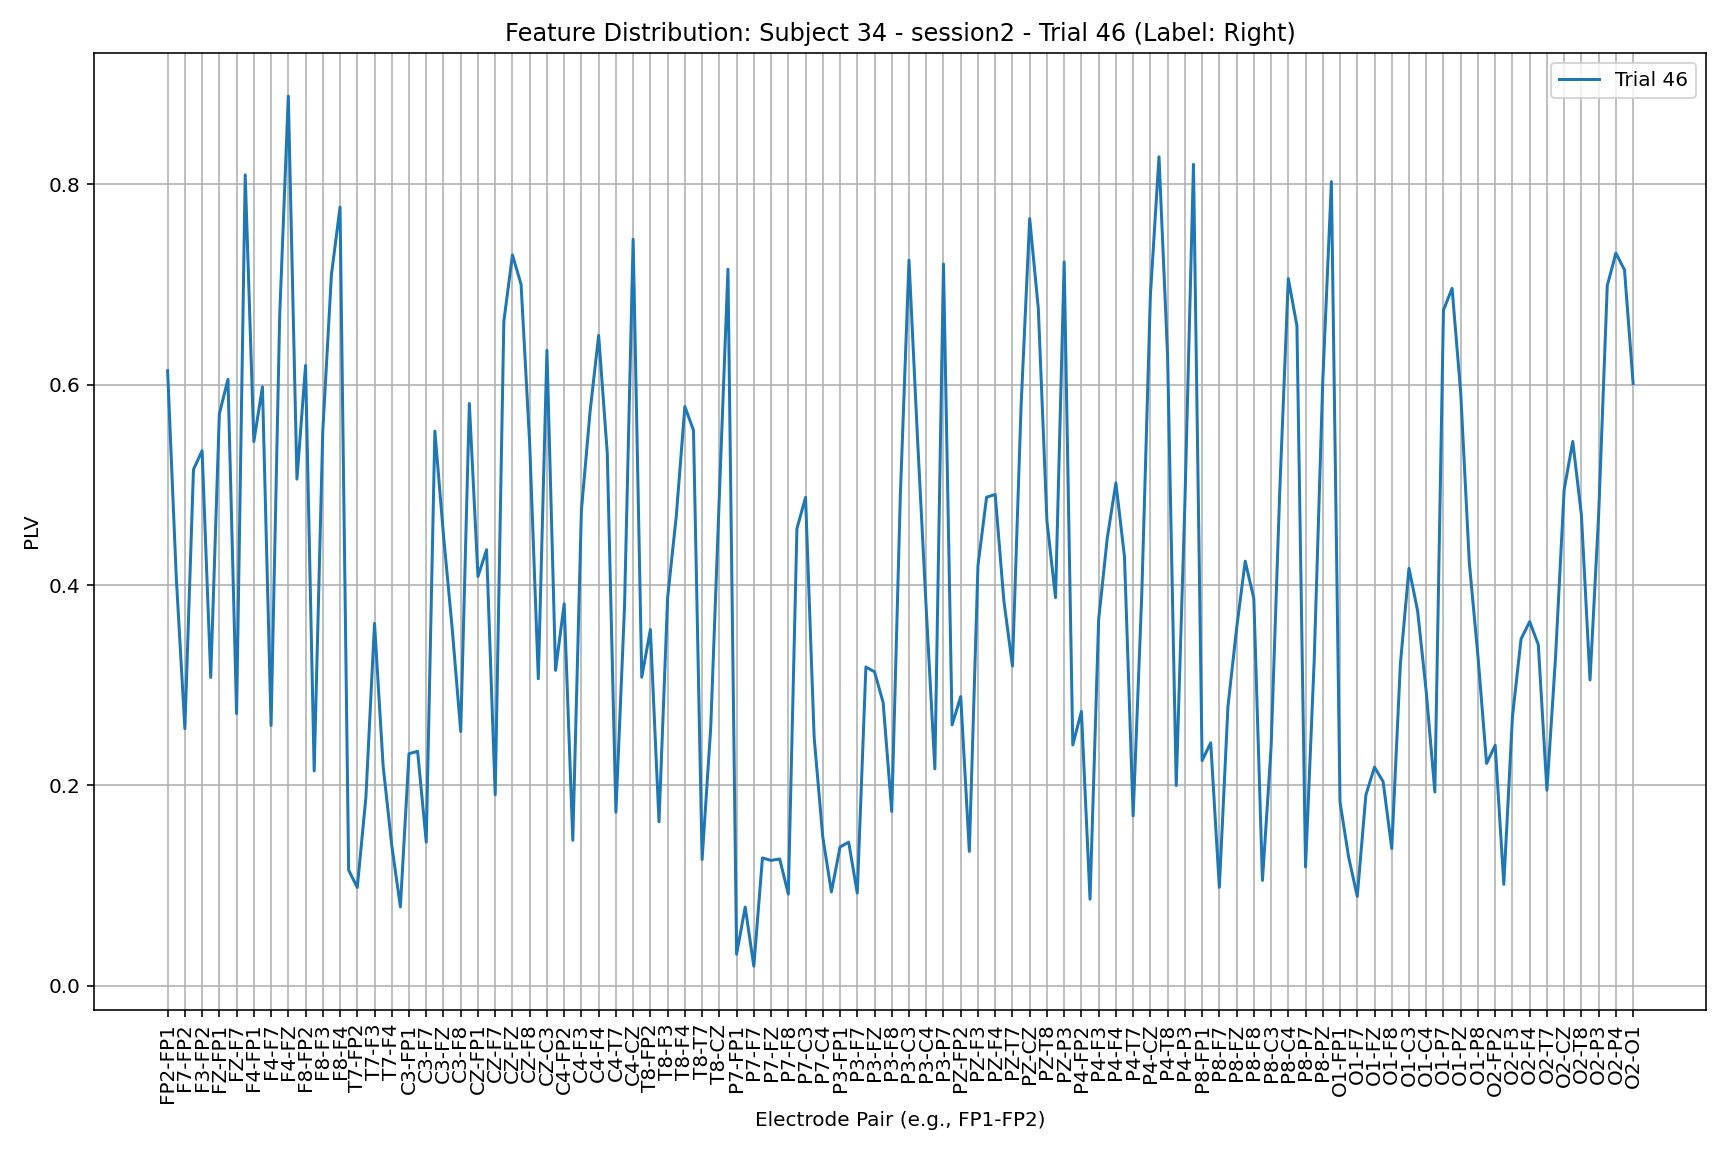 Feature Distribution: Subject 34 - session2 - Trial 46 (Label: Right)
Trial 46
PLV
0.8
0.6
0.4
0.2
0.0
FP2-FP1
F7-FP2
F3-FP2
FZ-FP1
FZ-F7
F4-FP1
F4-F7
F4-FZ
F8-FP2
F8-F3
F8-F4
T7-FP2
T7-F3
T7-F4
C3-FP1
C3-F7
C3-FZ
C3-F8
CZ-FP1
CZ-F7
CZ-FZ
CZ-F8
CZ-C3
C4-FP2
C4-F3
C4-F4
C4-T7
C4-CZ
T8-FP2
T8-F3
T8-F4
T8-T7
T8-CZ
P7-FP1
P7-F7
P7-FZ
P7-F8
P7-C3
P7-C4
P3-FP1
P3-F7
P3-FZ
P3-F8
P3-C3
P3-C4
P3-P7
PZ-FP2
PZ-F3
PZ-F4
PZ-T7
PZ-CZ
PZ-T8
PZ-P3
P4-FP2
P4-F3
P4-F4
P4-T7
P4-CZ
P4-T8
P4-P3
P8-FP1
P8-F7
P8-FZ
P8-F8
P8-C3
P8-C4
P8-P7
P8-PZ
O1-FP1
O1-F7
O1-FZ
O1-F8
O1-C3
O1-C4
O1-P7
O1-PZ
O1-P8
O2-FP2
O2-F3
O2-F4
O2-T7
O2-CZ
O2-T8
O2-P3
O2-P4
O2-O1
Electrode Pair (e.g., FP1-FP2)